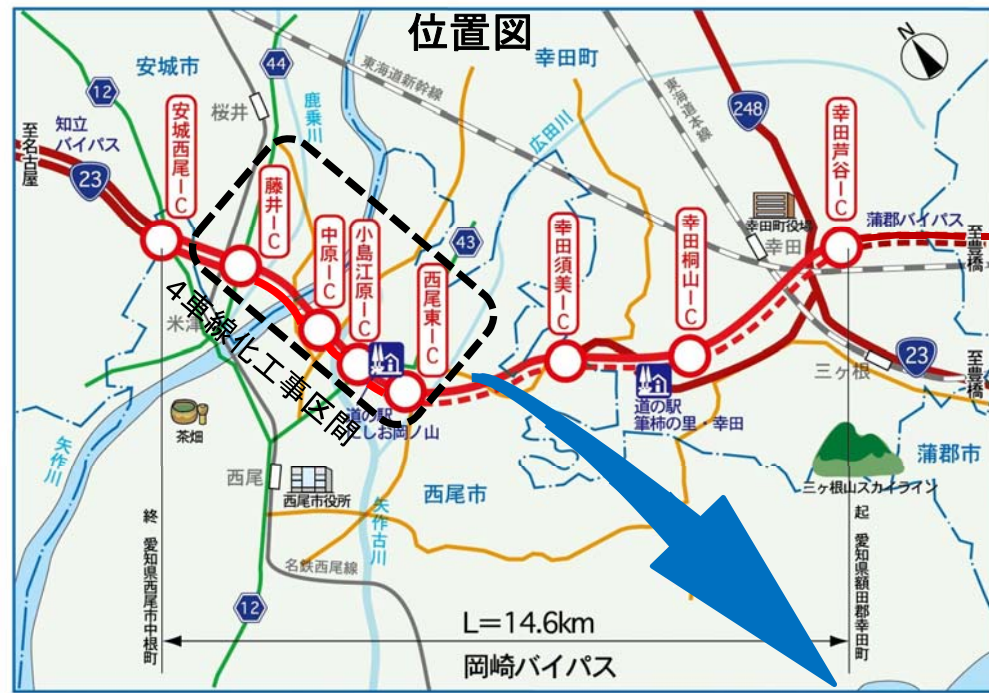 位置図
安城市
幸田町
12
44
桜井
東海道新幹線
鹿乗川
広田川
東海道本線
248
N
至名古屋
知立
バイパス
23
安城西尾IC
藤井IC
中原IC
小島江原IC
西尾東IC
43
幸田須美IC
幸田桐山IC
幸田芦谷IC
幸田町役場
幸田
蒲郡バイパス
至豊橋
米津
4車線化工事区間
23
三ヶ根
至豊橋
道の駅
にしお岡ノ山
道の駅
筆柿の里・幸田
茶畑
矢作川
西尾
西尾市役所
西尾市
矢作古川
三ヶ根山スカイライン
蒲郡市
終 愛知県西尾市中根町
起 愛知県額田郡幸田町
名鉄西尾線
12
L=14.6km
岡崎バイパス